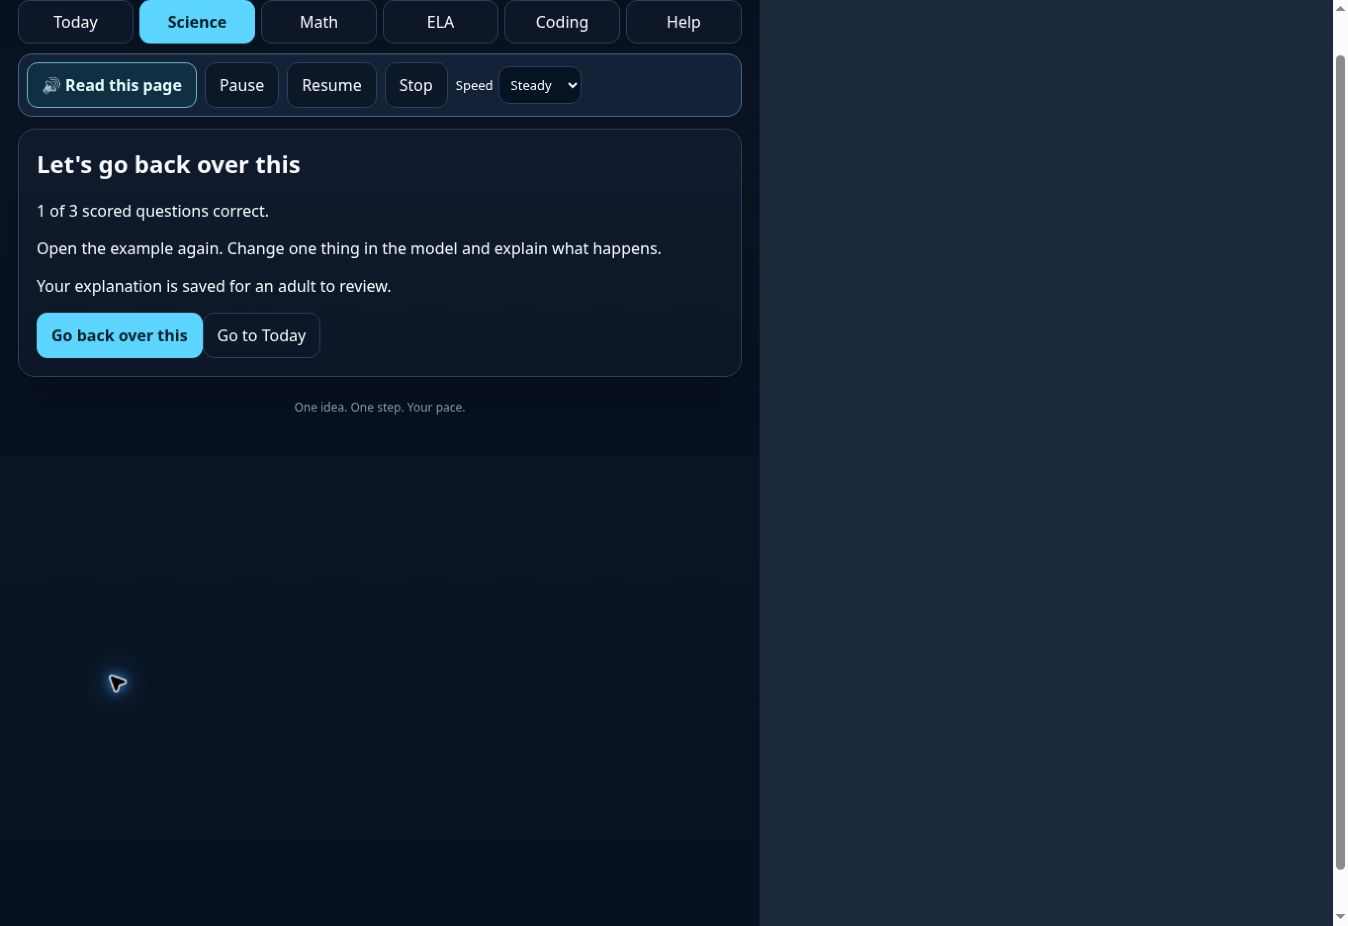 Today Science Math ELA Coding Help
🔊 Read this page Pause Resume Stop Speed Steady
Let's go back over this
1 of 3 scored questions correct.
Open the example again. Change one thing in the model and explain what happens.
Your explanation is saved for an adult to review.
Go back over this Go to Today
One idea. One step. Your pace.